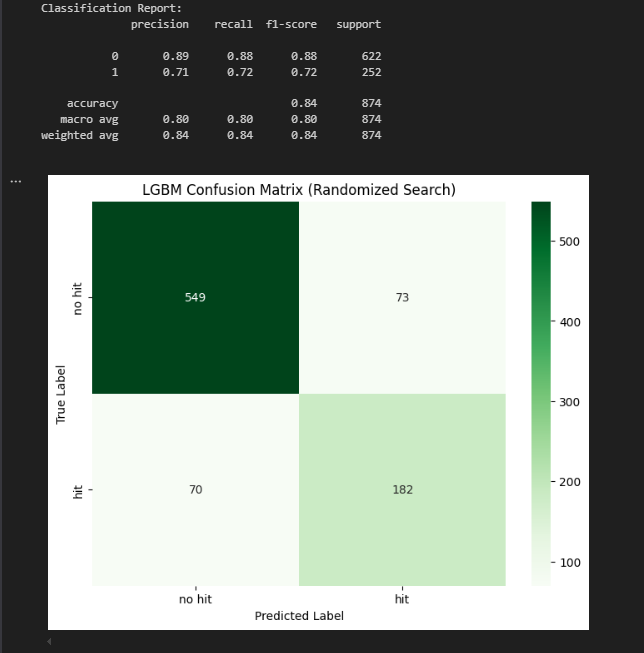 Classification Report:
precision recall f1-score support
0 0.89 0.88 0.88 622
1 0.71 0.72 0.72 252
accuracy 0.84 874
macro avg 0.80 0.80 0.80 874
weighted avg 0.84 0.84 0.84 874
...
LGBM Confusion Matrix (Randomized Search)
no hit
549
73
hit
70
182
True Label
no hit
hit
Predicted Label
500
400
300
200
100